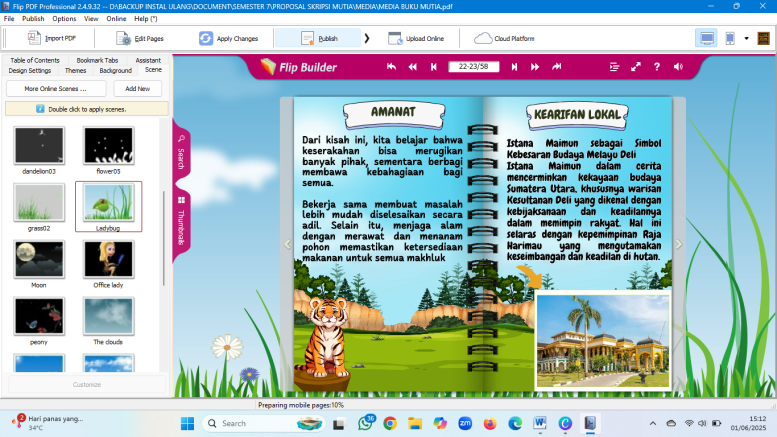 Flip PDF Professional 2.4.9.32 -- D:\BACKUP INSTAL ULANG\DOCUMENT\SEMESTER 7\PROPOSAL SKRIPSI MUTIA\MEDIA\MEDIA BUKU MUTIA.pdf
File Publish Options View Online Help (*)
Import PDF Edit Pages Apply Changes Publish Upload Online Cloud Platform
Table of Contents Bookmark Tabs Assistant
Design Settings Themes Background Scene
More Online Scenes ... Add New
Double click to apply scenes.
dandelion03 flower05
grass02 Ladybug
Moon Office lady
peony The clouds
Customize
Flip Builder 22-23/58
Search
Thumbnails
AMANAT
Dari kisah ini, kita belajar bahwa
keserakahan bisa merugikan
banyak pihak, sementara berbagi
membawa kebahagiaan bagi
semua.
Bekerja sama membuat masalah
lebih mudah diselesaikan secara
adil. Selain itu, menjaga alam
dengan merawat dan menanam
pohon memastikan ketersediaan
makanan untuk semua makhluk
KEARIFAN LOKAL
Istana Maimun sebagai Simbol
Kebesaran Budaya Melayu Deli
Istana Maimun dalam cerita
mencerminkan kekayaan budaya
Sumatera Utara, khususnya warisan
Kesultanan Deli yang dikenal dengan
kebijaksanaan dan keadilannya
dalam memimpin rakyat. Hal ini
selaras dengan kepemimpinan Raja
Narimau yang mengutamakan
keseimbangan dan keadilan di hutan.
Preparing mobile pages:10%
2
Hari panas yang...
34°C
Search
36
zm
15:12
01/06/2025